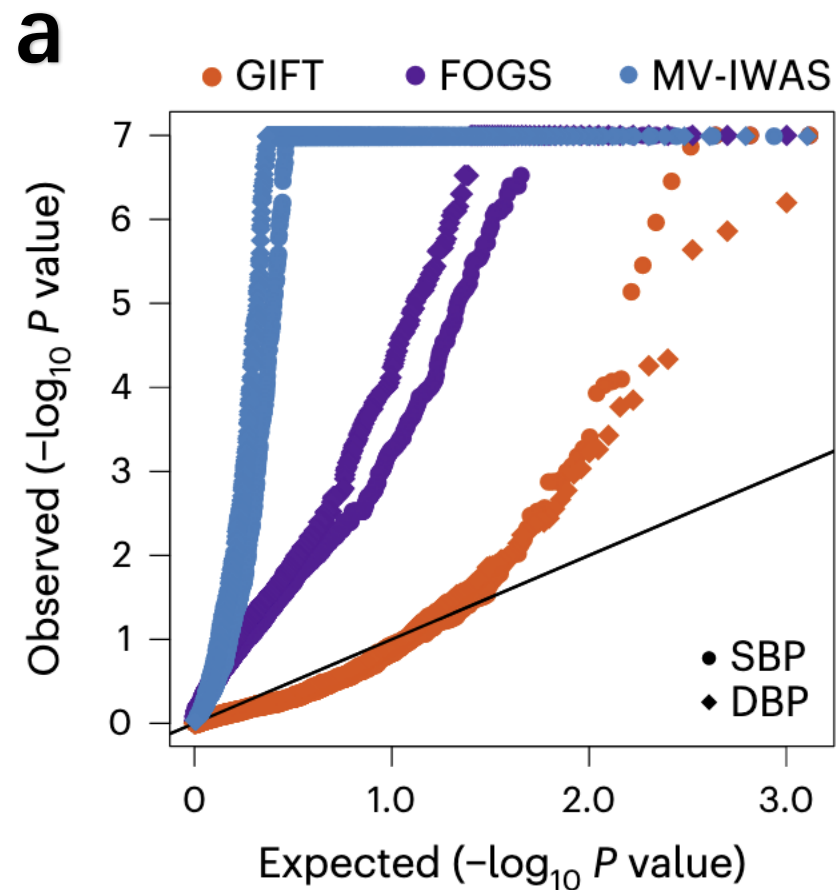 a
GIFT FOGS MV-IWAS
Observed (−log10 P value)
7
6
5
4
3
2
1
0
SBP
DBP
0 1.0 2.0 3.0
Expected (−log10 P value)